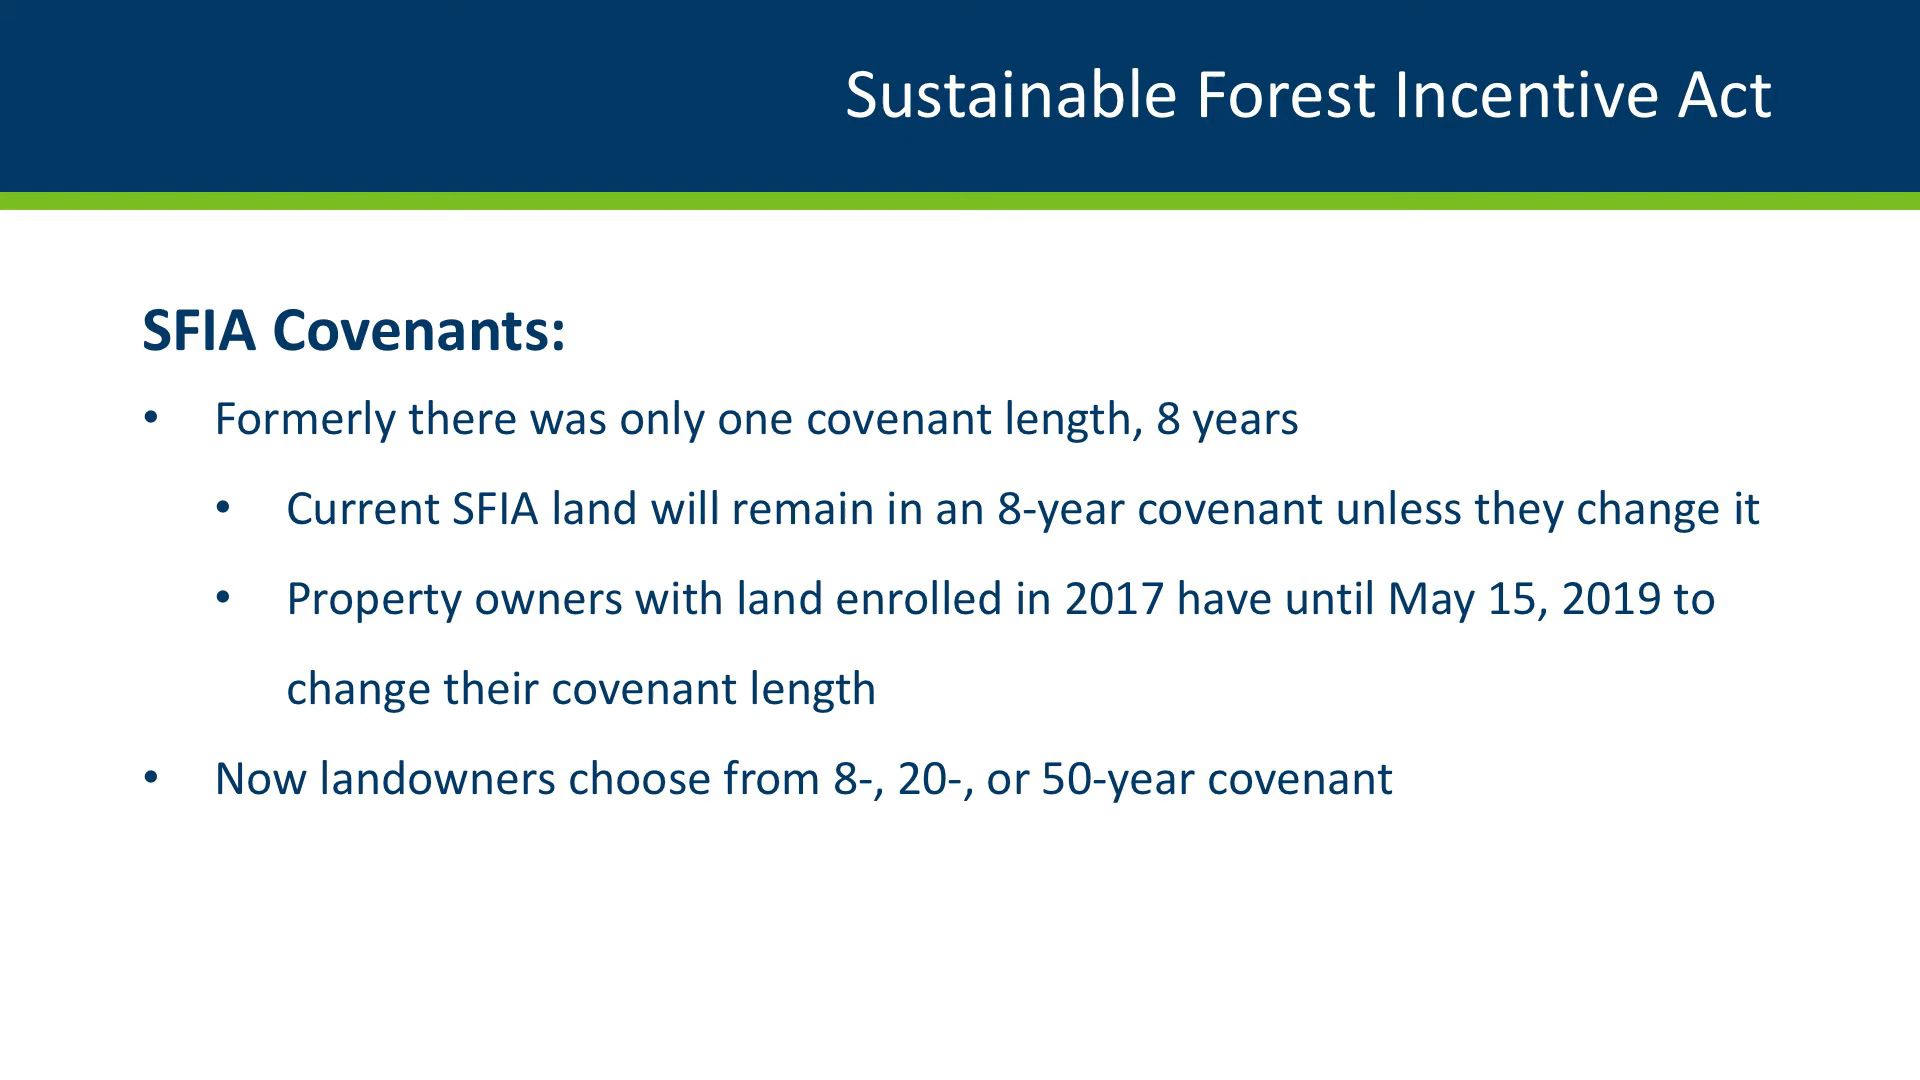 Sustainable Forest Incentive Act
SFIA Covenants:
• Formerly there was only one covenant length, 8 years
• Current SFIA land will remain in an 8-year covenant unless they change it
• Property owners with land enrolled in 2017 have until May 15, 2019 to
change their covenant length
• Now landowners choose from 8-, 20-, or 50-year covenant